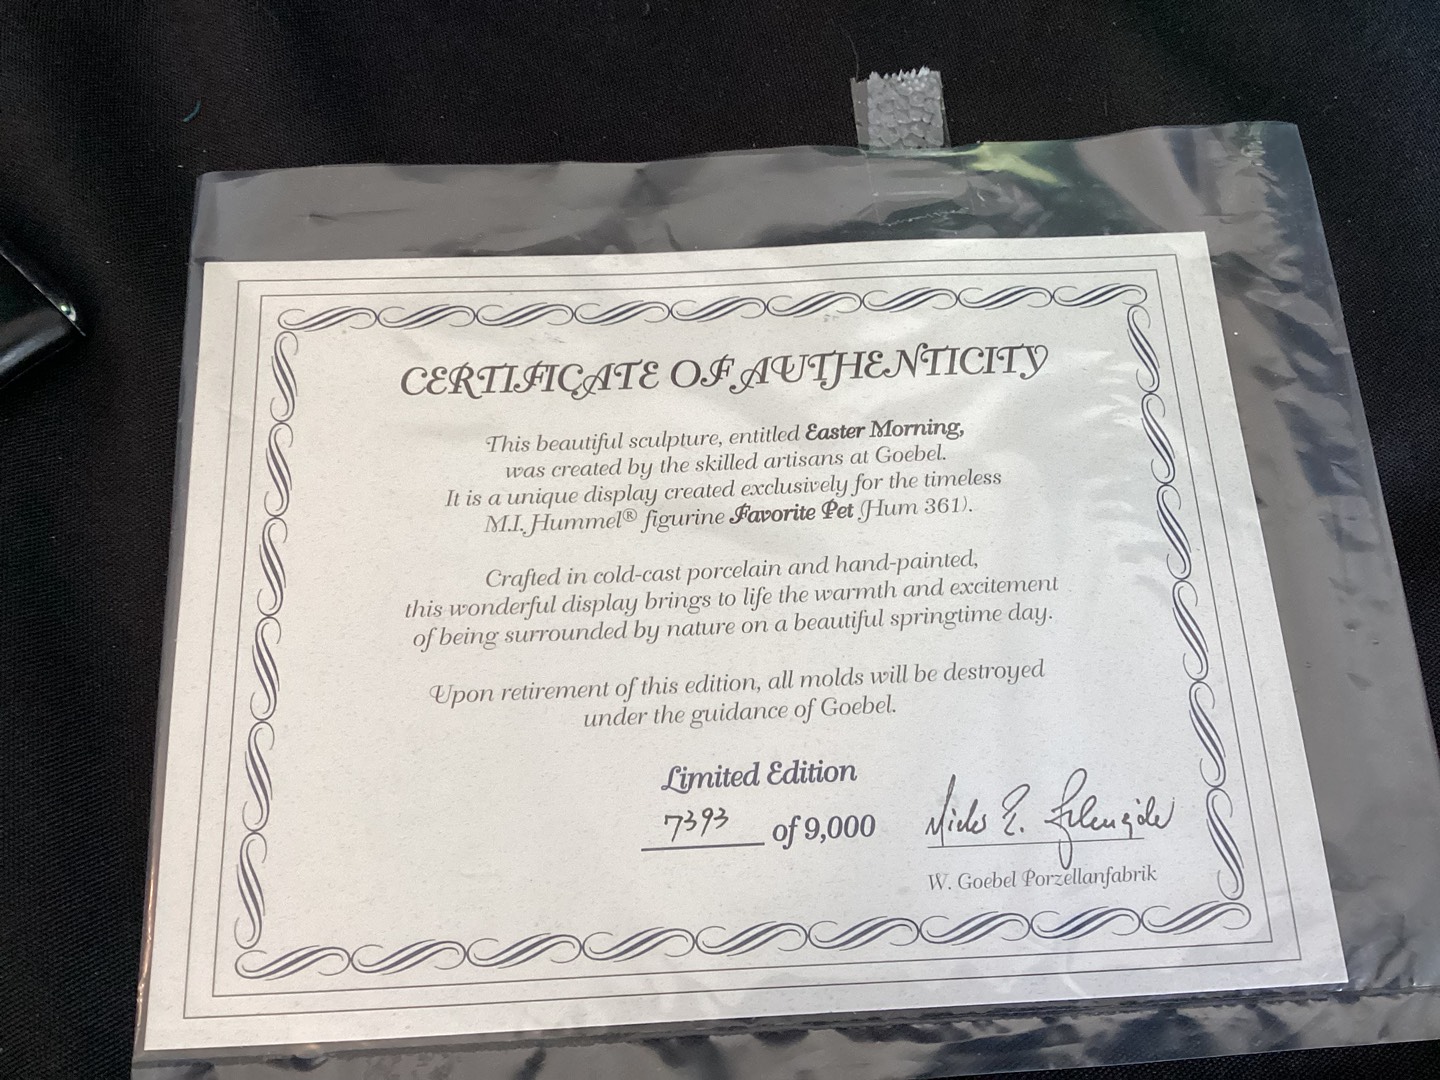 CERTIFICATE OF AUTHENTICITY
This beautiful sculpture, entitled Easter Morning,
was created by the skilled artisans at Goebel.
It is a unique display created exclusively for the timeless
M.I. Hummel® figurine Favorite Pet (Hum 361).
Crafted in cold-cast porcelain and hand-painted,
this wonderful display brings to life the warmth and excitement
of being surrounded by nature on a beautiful springtime day.
Upon retirement of this edition, all molds will be destroyed
under the guidance of Goebel.
Limited Edition
7393 of 9,000
W. Goebel Porzellanfabrik